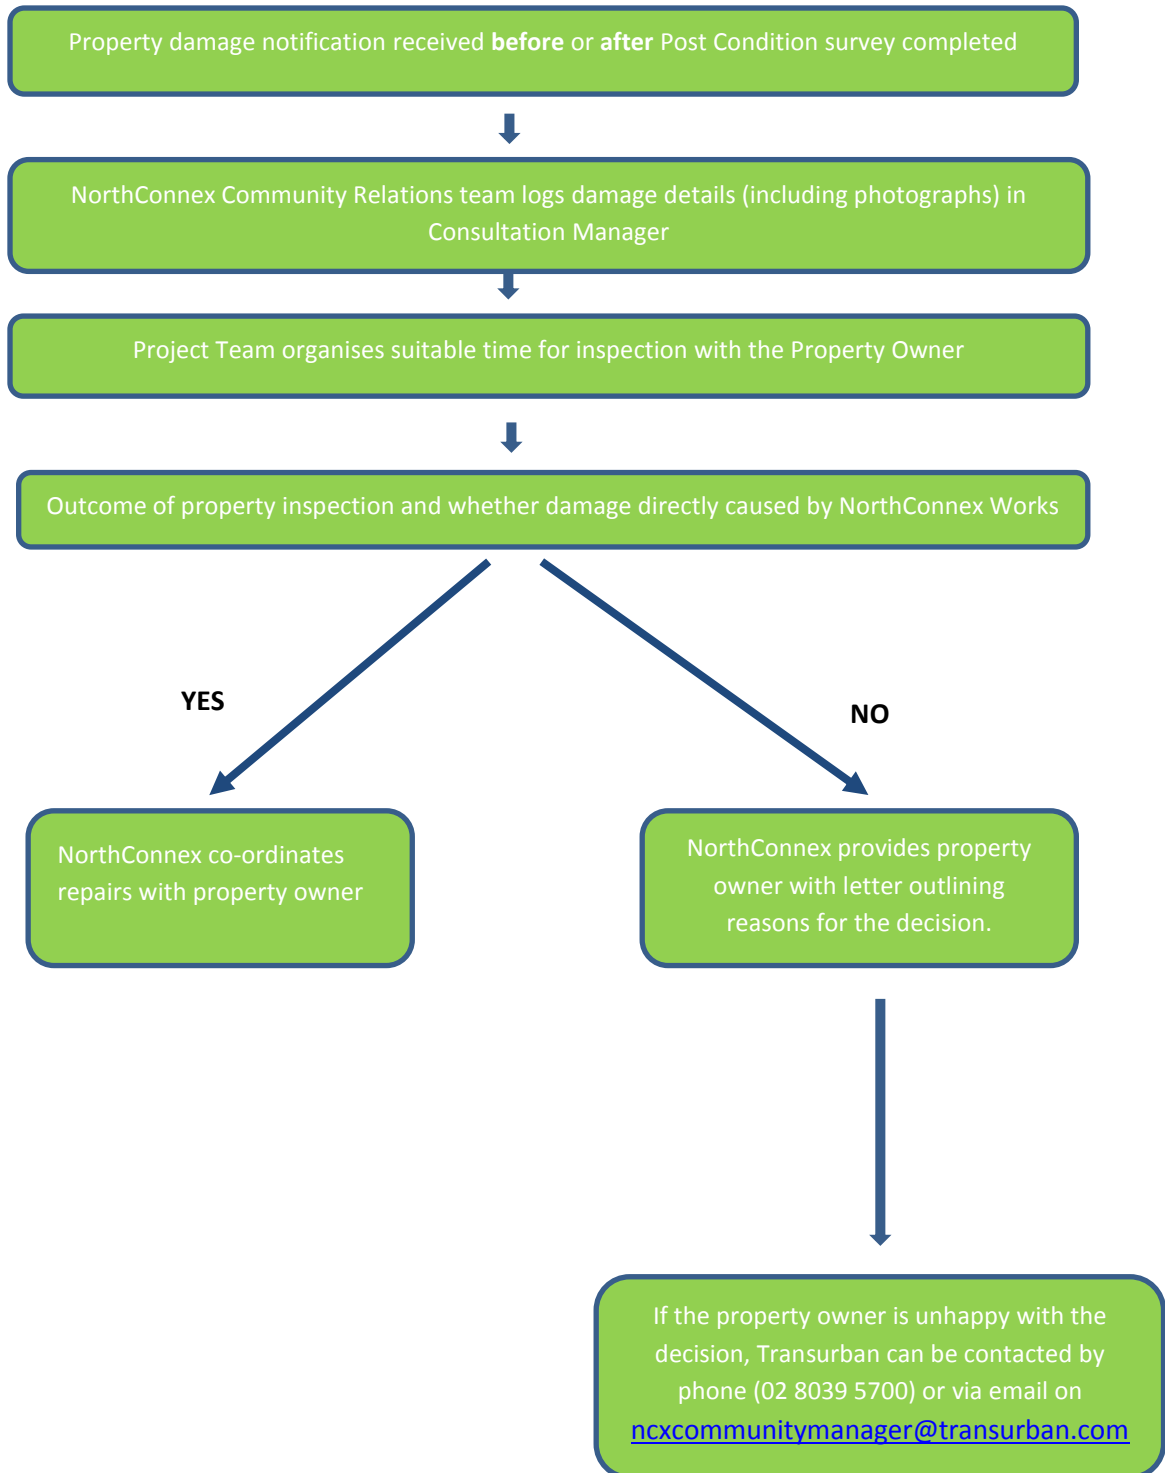 Property damage notification received before or after Post Condition survey completed
NorthConnex Community Relations team logs damage details (including photographs) in
Consultation Manager
Project Team organises suitable time for inspection with the Property Owner
Outcome of property inspection and whether damage directly caused by NorthConnex Works
YES
NO
NorthConnex co-ordinates
repairs with property owner
NorthConnex provides property
owner with letter outlining
reasons for the decision.
If the property owner is unhappy with the
decision, Transurban can be contacted by
phone (02 8039 5700) or via email on
ncxcommunitymanager@transurban.com